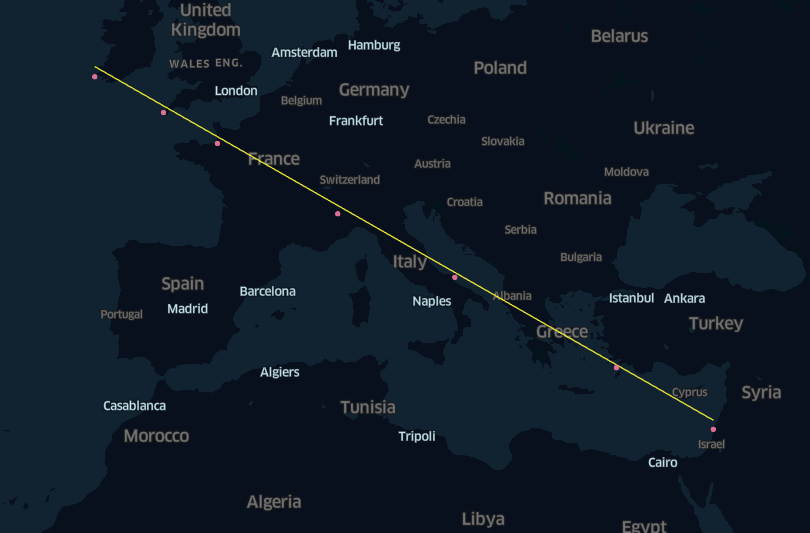 United
Kingdom
Hamburg
Amsterdam
WALES ENG.
Belarus
Poland
London
Germany
Belgium
Frankfurt
Czechia
Ukraine
Slovakia
France
Austria
Switzerland
Moldova
Croatia
Romania
Serbia
Italy
Bulgaria
Spain
Barcelona
Naples
Albania
Istanbul
Ankara
Madrid
Portugal
Greece
Turkey
Algiers
Cyprus
Syria
Casablanca
Tunisia
Morocco
Tripoli
Israel
Cairo
Algeria
Libya
Egypt